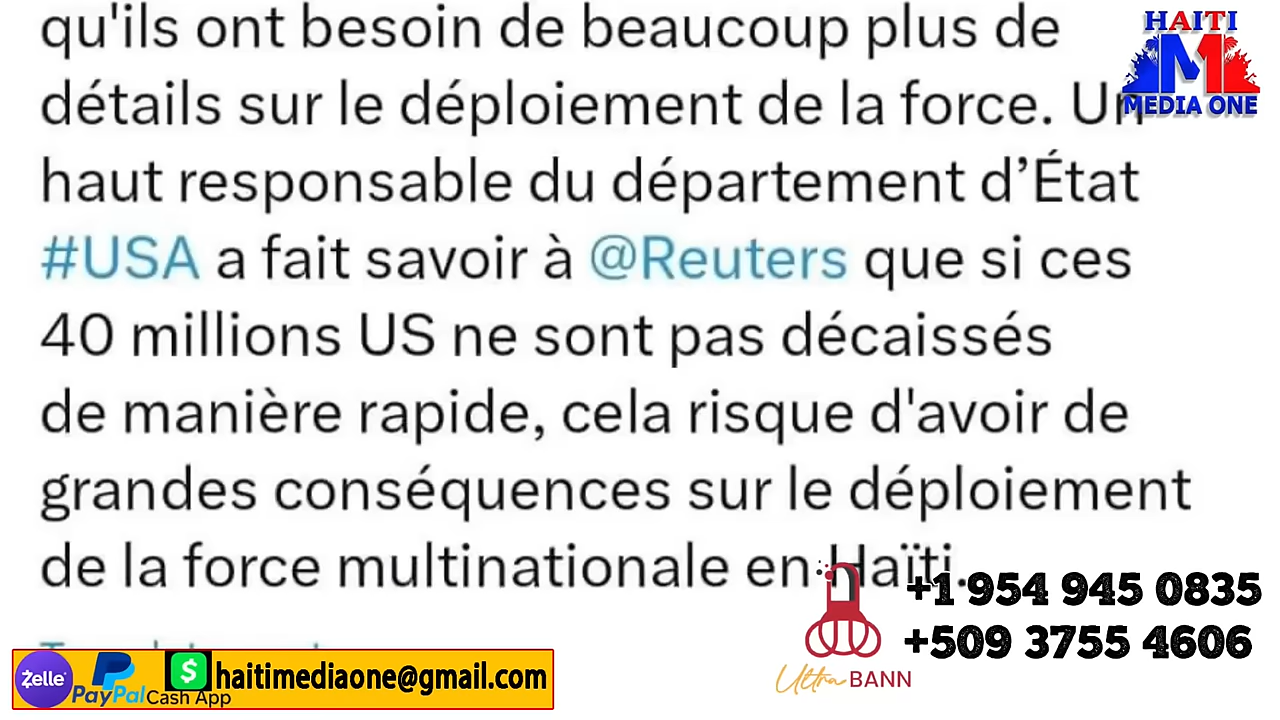 qu'ils ont besoin de beaucoup plus de
détails sur le déploiement de la force. Un
haut responsable du département d’État
#USA a fait savoir à @Reuters que si ces
40 millions US ne sont pas décaissés
de manière rapide, cela risque d'avoir de
grandes conséquences sur le déploiement
de la force multinationale en Haïti.
HAITI
M
MEDIA ONE
+1 954 945 0835
+509 3755 4606
Ultra BANN
Zelle
PayPal
$
Cash App
haitimediaone@gmail.com